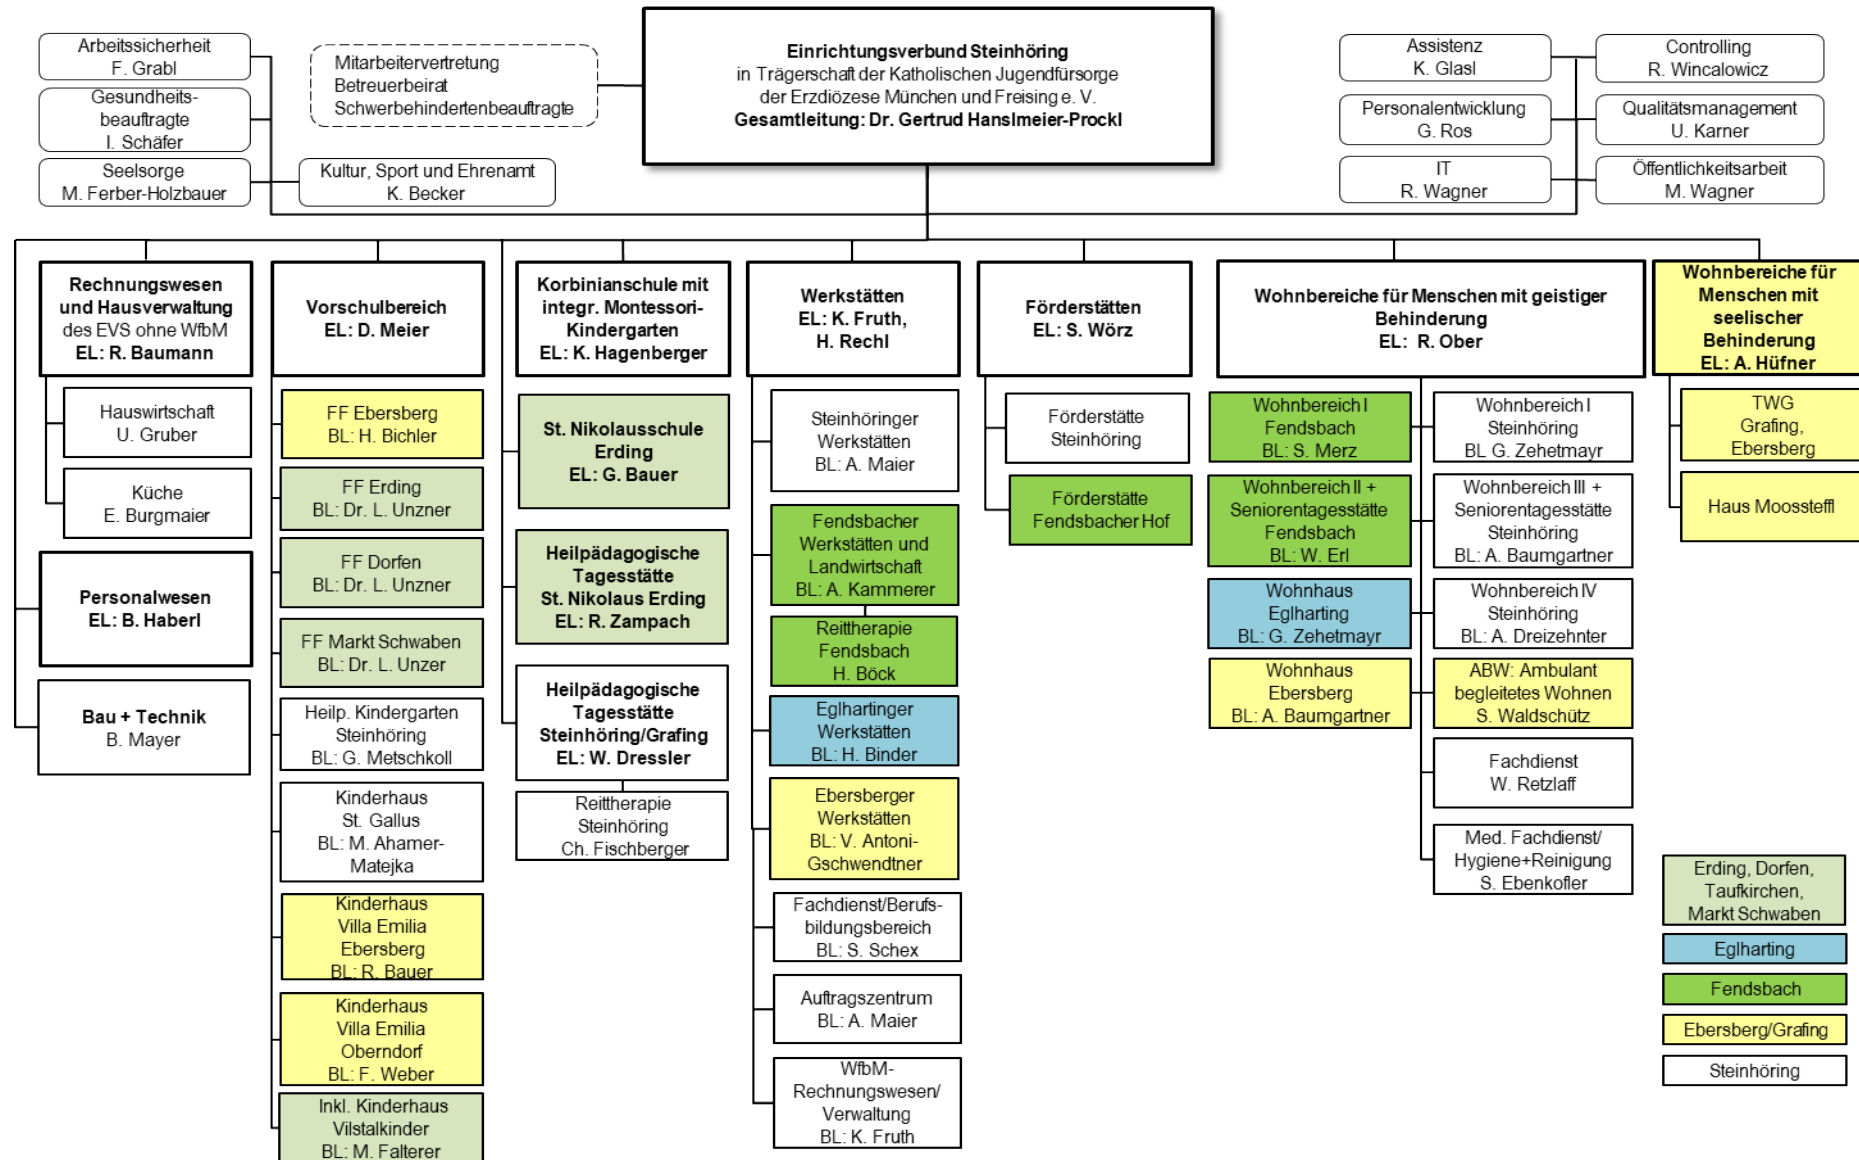 Arbeitssicherheit
F. Grabl
Gesundheits-
beauftragte
I. Schäfer
Seelsorge
M. Ferber-Holzbauer
Kultur, Sport und Ehrenamt
K. Becker
Mitarbeitervertretung
Betreuerbeirat
Schwerbehindertenbeauftragte
Einrichtungsverbund Steinhöring
in Trägerschaft der Katholischen Jugendfürsorge
der Erzdiözese München und Freising e. V.
Gesamtleitung: Dr. Gertrud Hanslmeier-Prockl
Assistenz
K. Glasl
Controlling
R. Wincalowicz
Personalentwicklung
G. Ros
Qualitätsmanagement
U. Karner
IT
R. Wagner
Öffentlichkeitsarbeit
M. Wagner
Rechnungswesen
und Hausverwaltung
des EVS ohne WfbM
EL: R. Baumann
Hauswirtschaft
U. Gruber
Küche
E. Burgmaier
Personalwesen
EL: B. Haberl
Bau + Technik
B. Mayer
Vorschulbereich
EL: D. Meier
FF Ebersberg
BL: H. Bichler
FF Erding
BL: Dr. L. Unzner
FF Dorfen
BL: Dr. L. Unzner
FF Markt Schwaben
BL: Dr. L. Unzer
Heilp. Kindergarten
Steinhöring
BL: G. Metschkoll
Kinderhaus
St. Gallus
BL: M. Ahamer-
Matejka
Kinderhaus
Villa Emilia
Ebersberg
BL: R. Bauer
Kinderhaus
Villa Emilia
Oberndorf
BL: F. Weber
Inkl. Kinderhaus
Vilstalkinder
BL: M. Falterer
Korbinianschule mit
integr. Montessori-
Kindergarten
EL: K. Hagenberger
St. Nikolausschule
Erding
EL: G. Bauer
Heilpädagogische
Tagesstätte
St. Nikolaus Erding
EL: R. Zampach
Heilpädagogische
Tagesstätte
Steinhöring/Grafing
EL: W. Dressler
Reittherapie
Steinhöring
Ch. Fischberger
Werkstätten
EL: K. Fruth,
H. Rechl
Steinhöringer
Werkstätten
BL: A. Maier
Fendsbacher
Werkstätten und
Landwirtschaft
BL: A. Kammerer
Reittherapie
Fendsbach
H. Böck
Eglhartinger
Werkstätten
BL: H. Binder
Ebersberger
Werkstätten
BL: V. Antoni-
Gschwendtner
Fachdienst/Berufs-
bildungsbereich
BL: S. Schex
Auftragszentrum
BL: A. Maier
WfbM-
Rechnungswesen/
Verwaltung
BL: K. Fruth
Förderstätten
EL: S. Wörz
Förderstätte
Steinhöring
Förderstätte
Fendsbacher Hof
Wohnbereiche für Menschen mit geistiger
Behinderung
EL: R. Ober
Wohnbereich I
Fendsbach
BL: S. Merz
Wohnbereich II +
Seniorentagesstätte
Fendsbach
BL: W. Erl
Wohnhaus
Eglharting
BL: G. Zehetmayr
Wohnhaus
Ebersberg
BL: A. Baumgartner
Wohnbereich I
Steinhöring
BL G. Zehetmayr
Wohnbereich III +
Seniorentagesstätte
Steinhöring
BL: A. Baumgartner
Wohnbereich IV
Steinhöring
BL: A. Dreizehnter
ABW: Ambulant
begleitetes Wohnen
S. Waldschütz
Fachdienst
W. Retzlaff
Med. Fachdienst/
Hygiene+Reinigung
S. Ebenkofler
Wohnbereiche für
Menschen mit
seelischer
Behinderung
EL: A. Hüfner
TWG
Grafing,
Ebersberg
Haus Moossteffl
Erding, Dorfen,
Taufkirchen,
Markt Schwaben
Eglharting
Fendsbach
Ebersberg/Grafing
Steinhöring